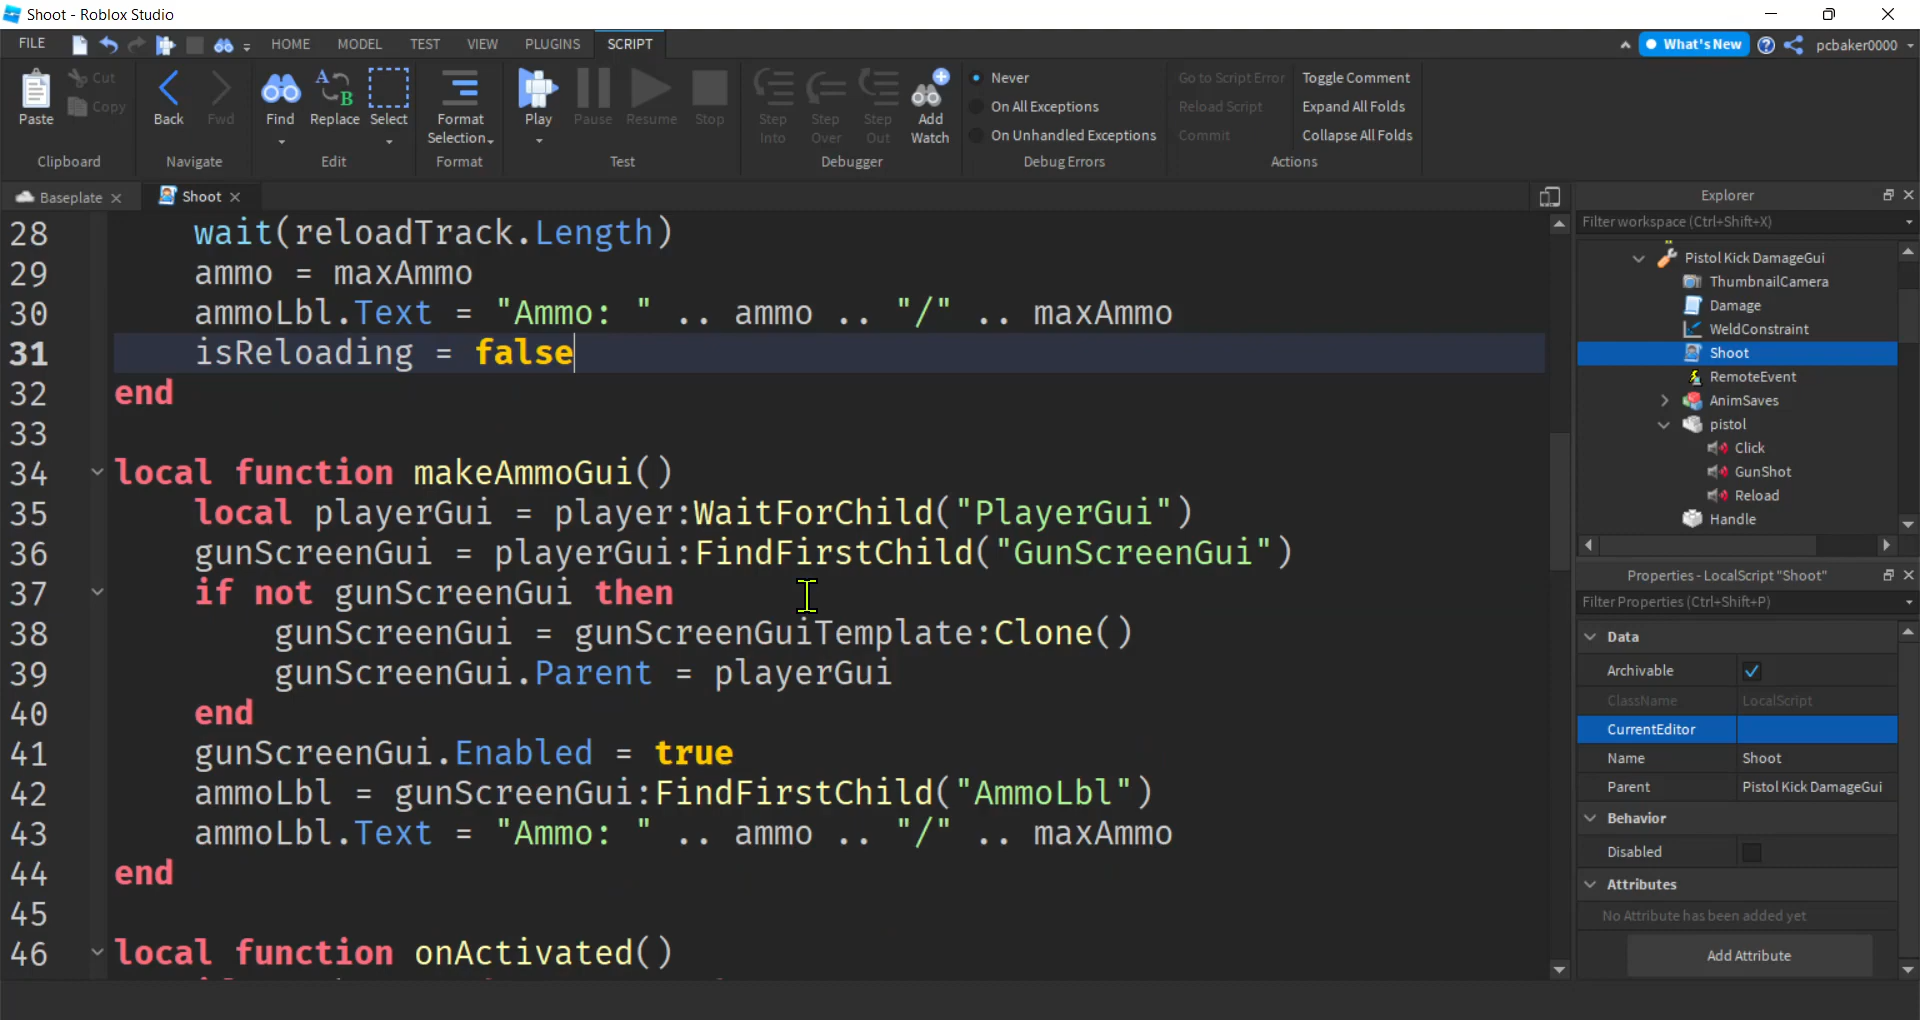 Shoot - Roblox Studio
FILE HOME MODEL TEST VIEW PLUGINS SCRIPT What's New pcbaker0000
Paste Cut Copy Back Fwd Find Replace Select Format Selection Play Pause Resume Stop Step Into Step Over Step Out Add Watch
Never Go to Script Error Toggle Comment
On All Exceptions Reload Script Expand All Folds
On Unhandled Exceptions Commit Collapse All Folds
Clipboard Navigate Edit Format Test Debugger Debug Errors Actions
Baseplate Shoot
28 wait(reloadTrack.Length)
29 ammo = maxAmmo
30 ammoLbl.Text = "Ammo: " .. ammo .. "/" .. maxAmmo
31 isReloading = false
32 end
33
34 local function makeAmmoGui()
35 local playerGui = player:WaitForChild("PlayerGui")
36 gunScreenGui = playerGui:FindFirstChild("GunScreenGui")
37 if not gunScreenGui then
38 gunScreenGui = gunScreenGuiTemplate:Clone()
39 gunScreenGui.Parent = playerGui
40 end
41 gunScreenGui.Enabled = true
42 ammoLbl = gunScreenGui:FindFirstChild("AmmoLbl")
43 ammoLbl.Text = "Ammo: " .. ammo .. "/" .. maxAmmo
44 end
45
46 local function onActivated()
Explorer
Filter workspace (Ctrl+Shift+X)
Pistol Kick DamageGui
ThumbnailCamera
Damage
WeldConstraint
Shoot
RemoteEvent
AnimSaves
pistol
Click
GunShot
Reload
Handle
Properties - LocalScript "Shoot"
Filter Properties (Ctrl+Shift+P)
Data
Archivable
ClassName LocalScript
CurrentEditor
Name Shoot
Parent Pistol Kick DamageGui
Behavior
Disabled
Attributes
No Attribute has been added yet
Add Attribute